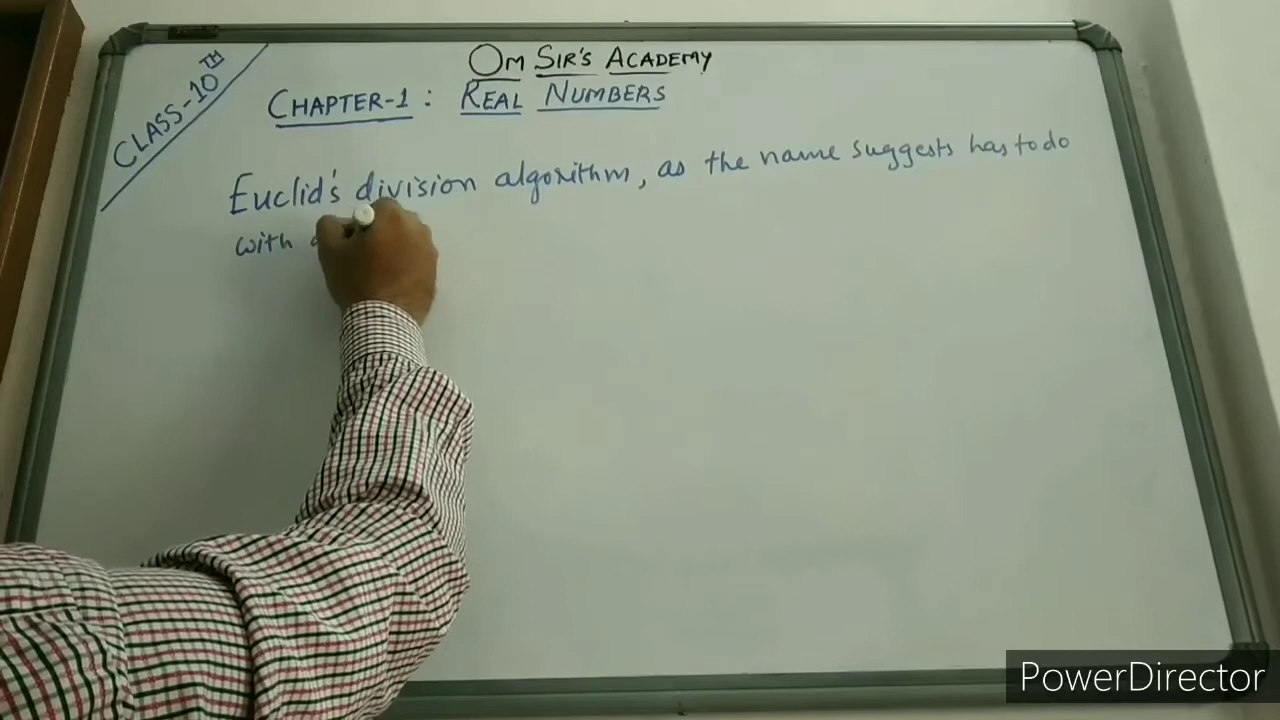 OM SIR'S ACADEMY
CLASS-10TH
CHAPTER-1: REAL NUMBERS
Euclid's division algorithm, as the name suggests has to do
with
PowerDirector